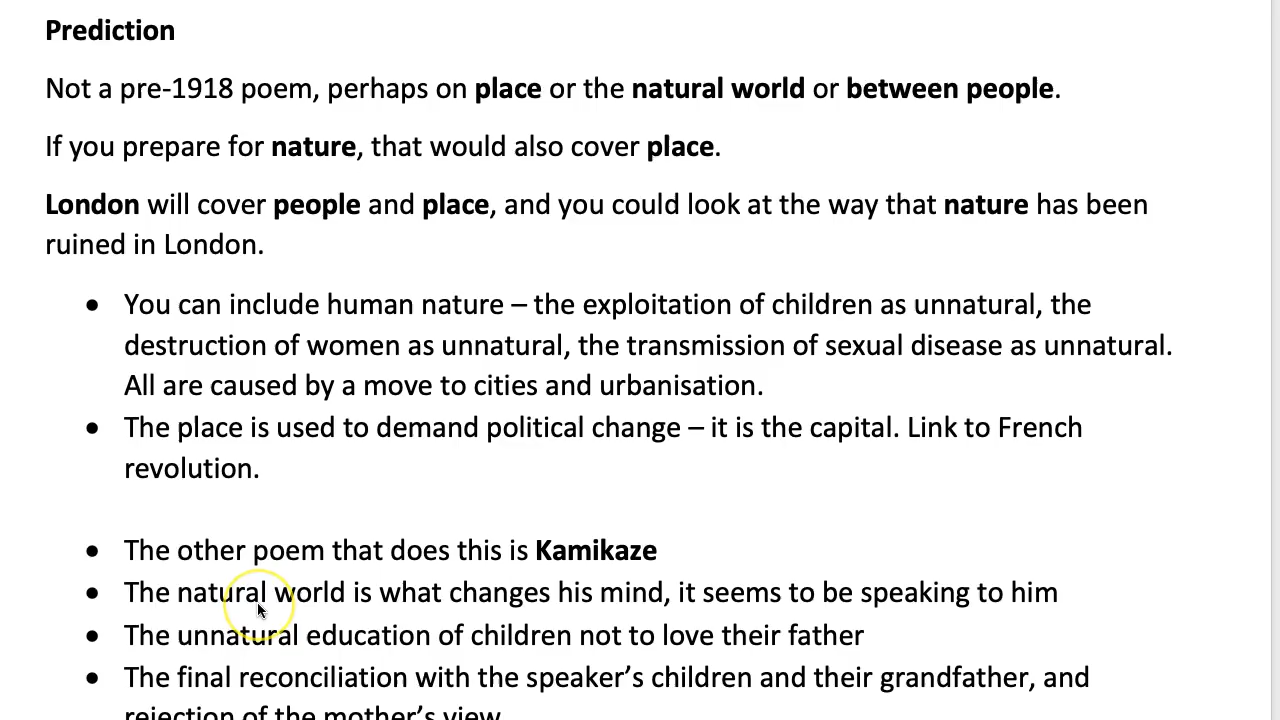 Prediction
Not a pre-1918 poem, perhaps on place or the natural world or between people.
If you prepare for nature, that would also cover place.
London will cover people and place, and you could look at the way that nature has been
ruined in London.
• You can include human nature – the exploitation of children as unnatural, the
destruction of women as unnatural, the transmission of sexual disease as unnatural.
All are caused by a move to cities and urbanisation.
• The place is used to demand political change – it is the capital. Link to French
revolution.
• The other poem that does this is Kamikaze
• The natural world is what changes his mind, it seems to be speaking to him
• The unnatural education of children not to love their father
• The final reconciliation with the speaker’s children and their grandfather, and
rejection of the mother’s view